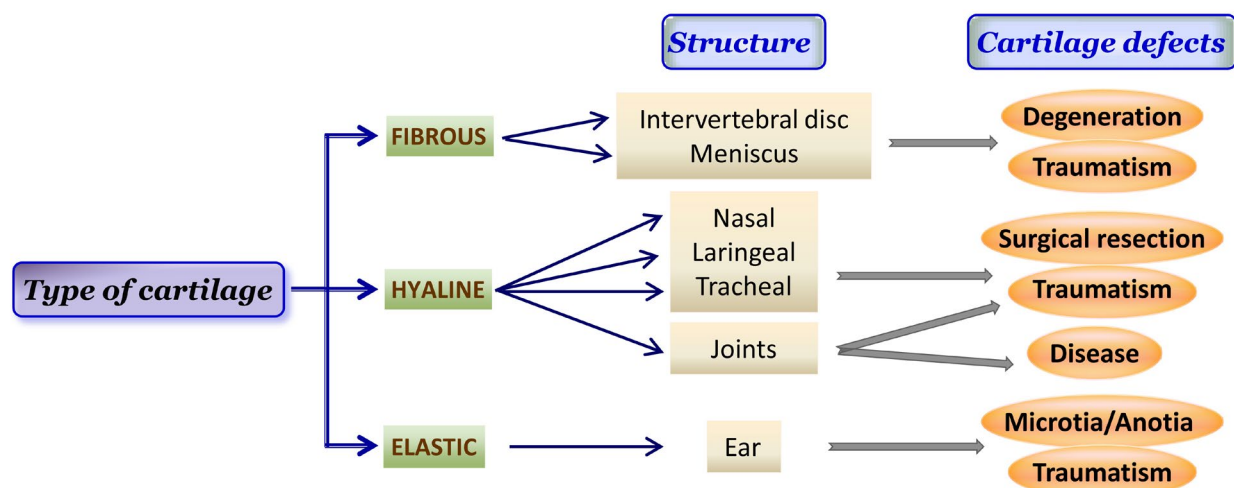 Structure
Cartilage defects
Type of cartilage
FIBROUS
Intervertebral disc
Meniscus
Degeneration
Traumatism
HYALINE
Nasal
Laringeal
Tracheal
Joints
Surgical resection
Traumatism
Disease
ELASTIC
Ear
Microtia/Anotia
Traumatism